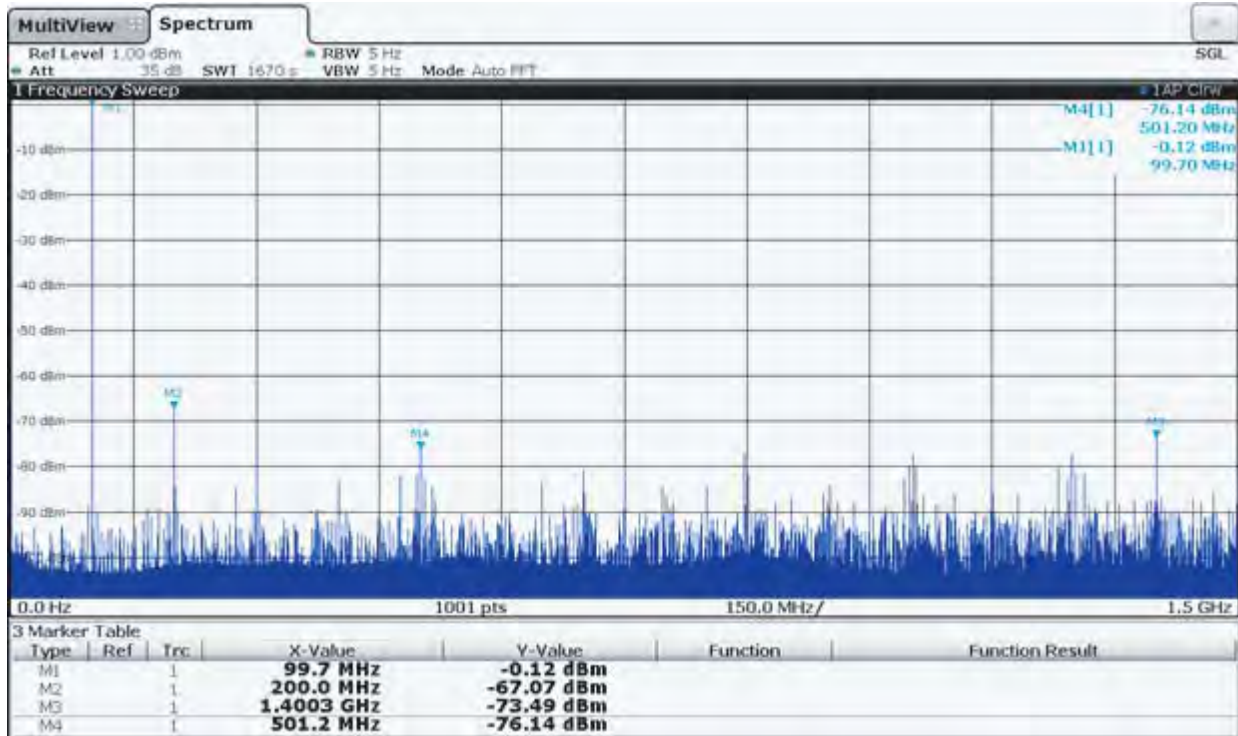 MultiView Spectrum
Ref Level 1.00 dBm RBW 5 Hz SGL
Att 35 dB SWT 1670 s VBW 5 Hz Mode Auto FFT
1 Frequency Sweep 1AP Clrw
M1 M4[1] -76.14 dBm
501.20 MHz
-10 dBm M1[1] -0.12 dBm
99.70 MHz
-20 dBm
-30 dBm
-40 dBm
-50 dBm
-60 dBm
M2
-70 dBm
M4 M3
-80 dBm
-90 dBm
0.0 Hz 1001 pts 150.0 MHz/ 1.5 GHz
3 Marker Table
Type Ref Trc X-Value Y-Value Function Function Result
M1 1 99.7 MHz -0.12 dBm
M2 1 200.0 MHz -67.07 dBm
M3 1 1.4003 GHz -73.49 dBm
M4 1 501.2 MHz -76.14 dBm